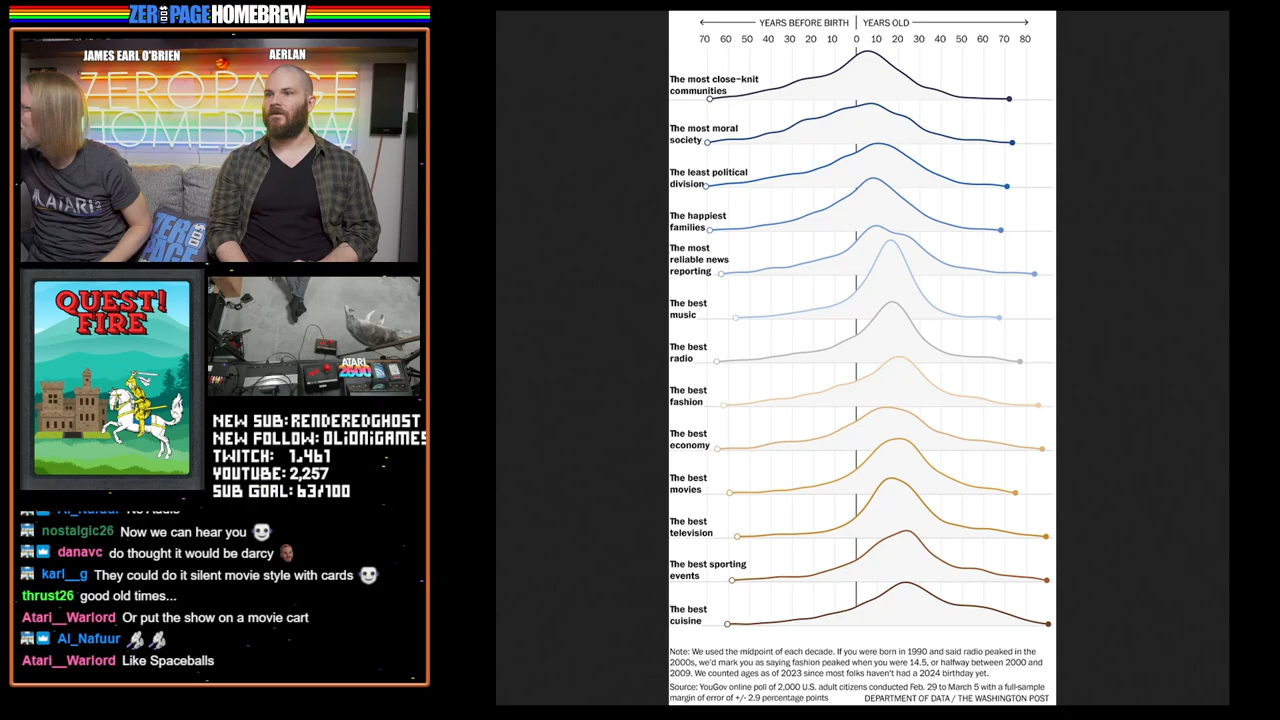 ZEROPAGE HOMEBREW
JAMES EARL O'BRIEN
AERLAN
ZEROPAGE
HOMEBREW
QUEST!
FIRE
ATARI
2600
NEW SUB:RENDEREDGHOST
NEW FOLLOW:OLIONIGAMES
TWITCH: 1,461
YOUTUBE: 2,257
SUB GOAL: 63/100
nostalgic26 Now we can hear you
danavc do thought it would be darcy
karl__g They could do it silent movie style with cards
thrust26 good old times...
Atari__Warlord Or put the show on a movie cart
Al_Nafuur
Atari__Warlord Like Spaceballs
YEARS BEFORE BIRTH YEARS OLD
70 60 50 40 30 20 10 0 10 20 30 40 50 60 70 80
The most close-knit
communities
The most moral
society
The least political
division
The happiest
families
The most
reliable news
reporting
The best
music
The best
radio
The best
fashion
The best
economy
The best
movies
The best
television
The best sporting
events
The best
cuisine
Note: We used the midpoint of each decade. If you were born in 1990 and said radio peaked in the
2000s, we'd mark you as saying fashion peaked when you were 14.5, or halfway between 2000 and
2009. We counted ages as of 2023 since most folks haven't had a 2024 birthday yet.
Source: YouGov online poll of 2,000 U.S. adult citizens conducted Feb. 29 to March 5 with a full-sample
margin of error of +/- 2.9 percentage points
DEPARTMENT OF DATA / THE WASHINGTON POST